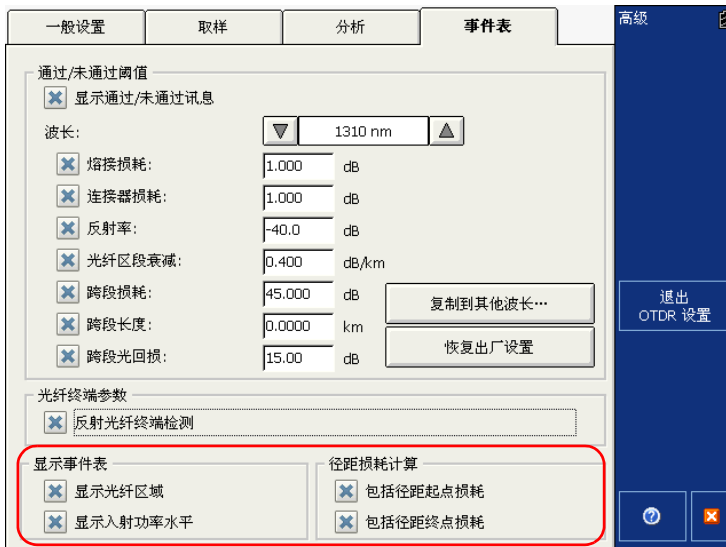 一般设置
取样
分析
事件表
高级
通过/未通过阈值
显示通过/未通过讯息
波长:
1310 nm
熔接损耗:
1.000
dB
连接器损耗:
1.000
dB
反射率:
-40.0
dB
光纤区段衰减:
0.400
dB/km
跨段损耗:
45.000
dB
跨段长度:
0.0000
km
跨段光回损:
15.00
dB
复制到其他波长…
恢复出厂设置
退出
OTDR 设置
光纤终端参数
反射光纤终端检测
显示事件表
显示光纤区域
显示入射功率水平
径距损耗计算
包括径距起点损耗
包括径距终点损耗